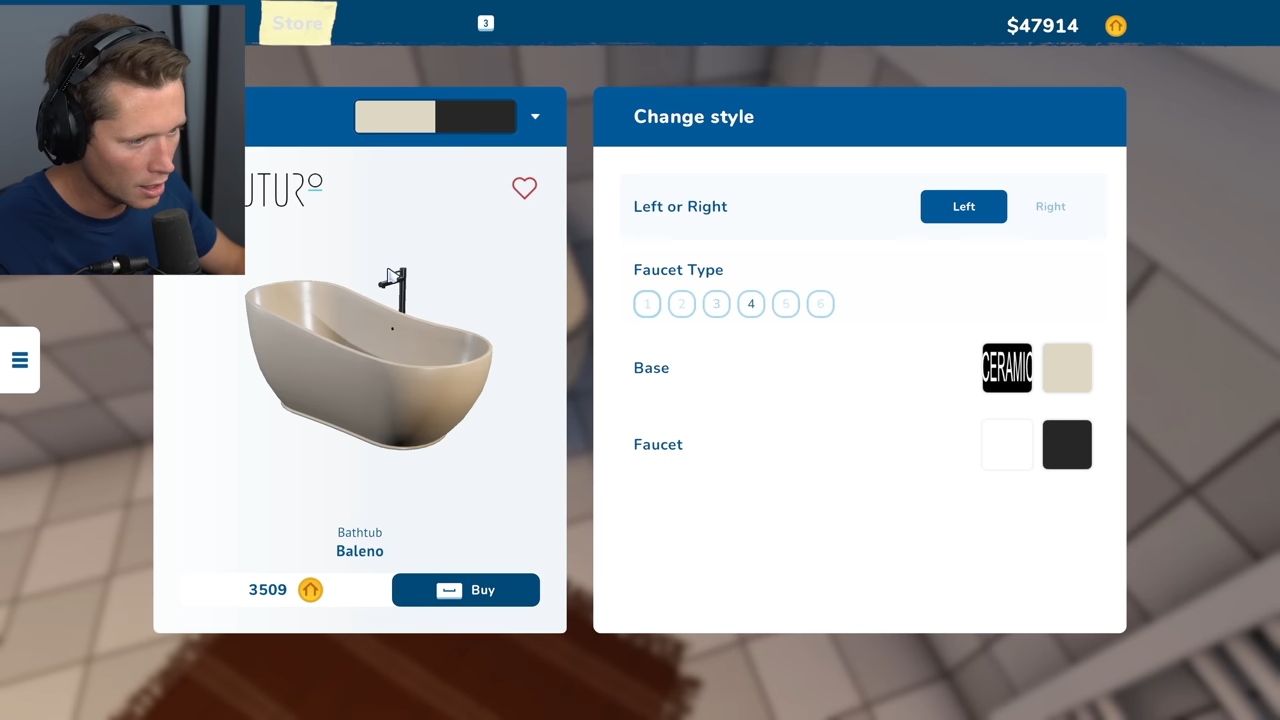 Store
3
$47914
Change style
UTURO
Left or Right
Left
Right
Faucet Type
1 2 3 4 5 6
Base
CERAMIC
Faucet
Bathtub
Baleno
3509
Buy